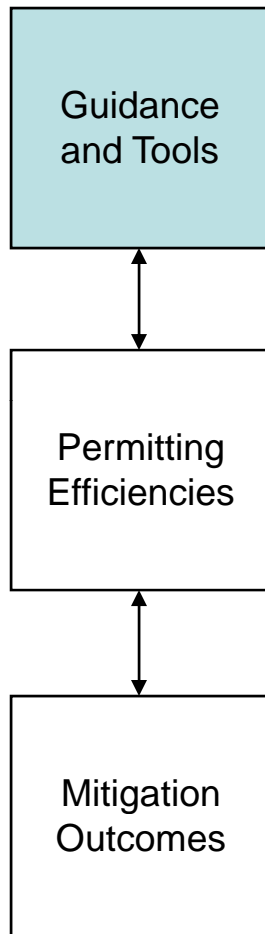 Guidance
and Tools
Permitting
Efficiencies
Mitigation
Outcomes